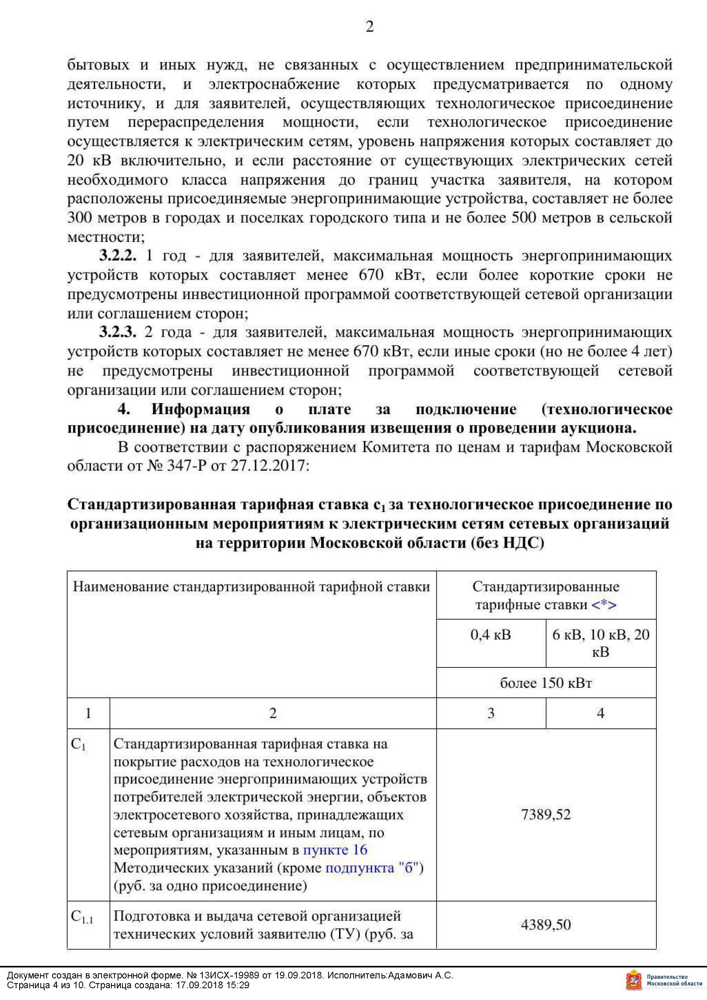 2
бытовых и иных нужд, не связанных с осуществлением предпринимательской
деятельности, и электроснабжение которых предусматривается по одному
источнику, и для заявителей, осуществляющих технологическое присоединение
путем перераспределения мощности, если технологическое присоединение
осуществляется к электрическим сетям, уровень напряжения которых составляет до
20 кВ включительно, и если расстояние от существующих электрических сетей
необходимого класса напряжения до границ участка заявителя, на котором
расположены присоединяемые энергопринимающие устройства, составляет не более
300 метров в городах и поселках городского типа и не более 500 метров в сельской
местности;
3.2.2. 1 год - для заявителей, максимальная мощность энергопринимающих
устройств которых составляет менее 670 кВт, если более короткие сроки не
предусмотрены инвестиционной программой соответствующей сетевой организации
или соглашением сторон;
3.2.3. 2 года - для заявителей, максимальная мощность энергопринимающих
устройств которых составляет не менее 670 кВт, если иные сроки (но не более 4 лет)
не предусмотрены инвестиционной программой соответствующей сетевой
организации или соглашением сторон;
4. Информация о плате за подключение (технологическое
присоединение) на дату опубликования извещения о проведении аукциона.
В соответствии с распоряжением Комитета по ценам и тарифам Московской
области от № 347-Р от 27.12.2017:
Стандартизированная тарифная ставка с1 за технологическое присоединение по
организационным мероприятиям к электрическим сетям сетевых организаций
на территории Московской области (без НДС)
Наименование стандартизированной тарифной ставки
Стандартизированные
тарифные ставки <*>
0,4 кВ
6 кВ, 10 кВ, 20
кВ
более 150 кВт
1 2 3 4
С1
Стандартизированная тарифная ставка на
покрытие расходов на технологическое
присоединение энергопринимающих устройств
потребителей электрической энергии, объектов
электросетевого хозяйства, принадлежащих
сетевым организациям и иным лицам, по
мероприятиям, указанным в пункте 16
Методических указаний (кроме подпункта "б")
(руб. за одно присоединение)
7389,52
С1.1
Подготовка и выдача сетевой организацией
технических условий заявителю (ТУ) (руб. за
4389,50
Документ создан в электронной форме. № 13ИСХ-19989 от 19.09.2018. Исполнитель:Адамович А.С.
Страница 4 из 10. Страница создана: 17.09.2018 15:29
Правительство
Московской области